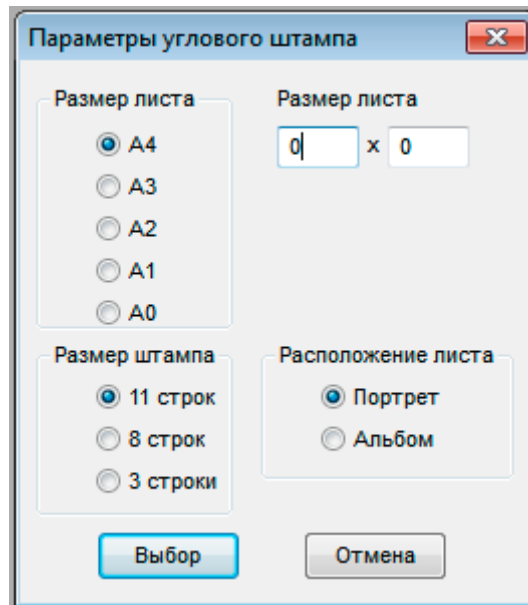 Параметры углового штампа
Размер листа
A4
A3
A2
A1
A0
Размер листа
0 x 0
Размер штампа
11 строк
8 строк
3 строки
Расположение листа
Портрет
Альбом
Выбор
Отмена